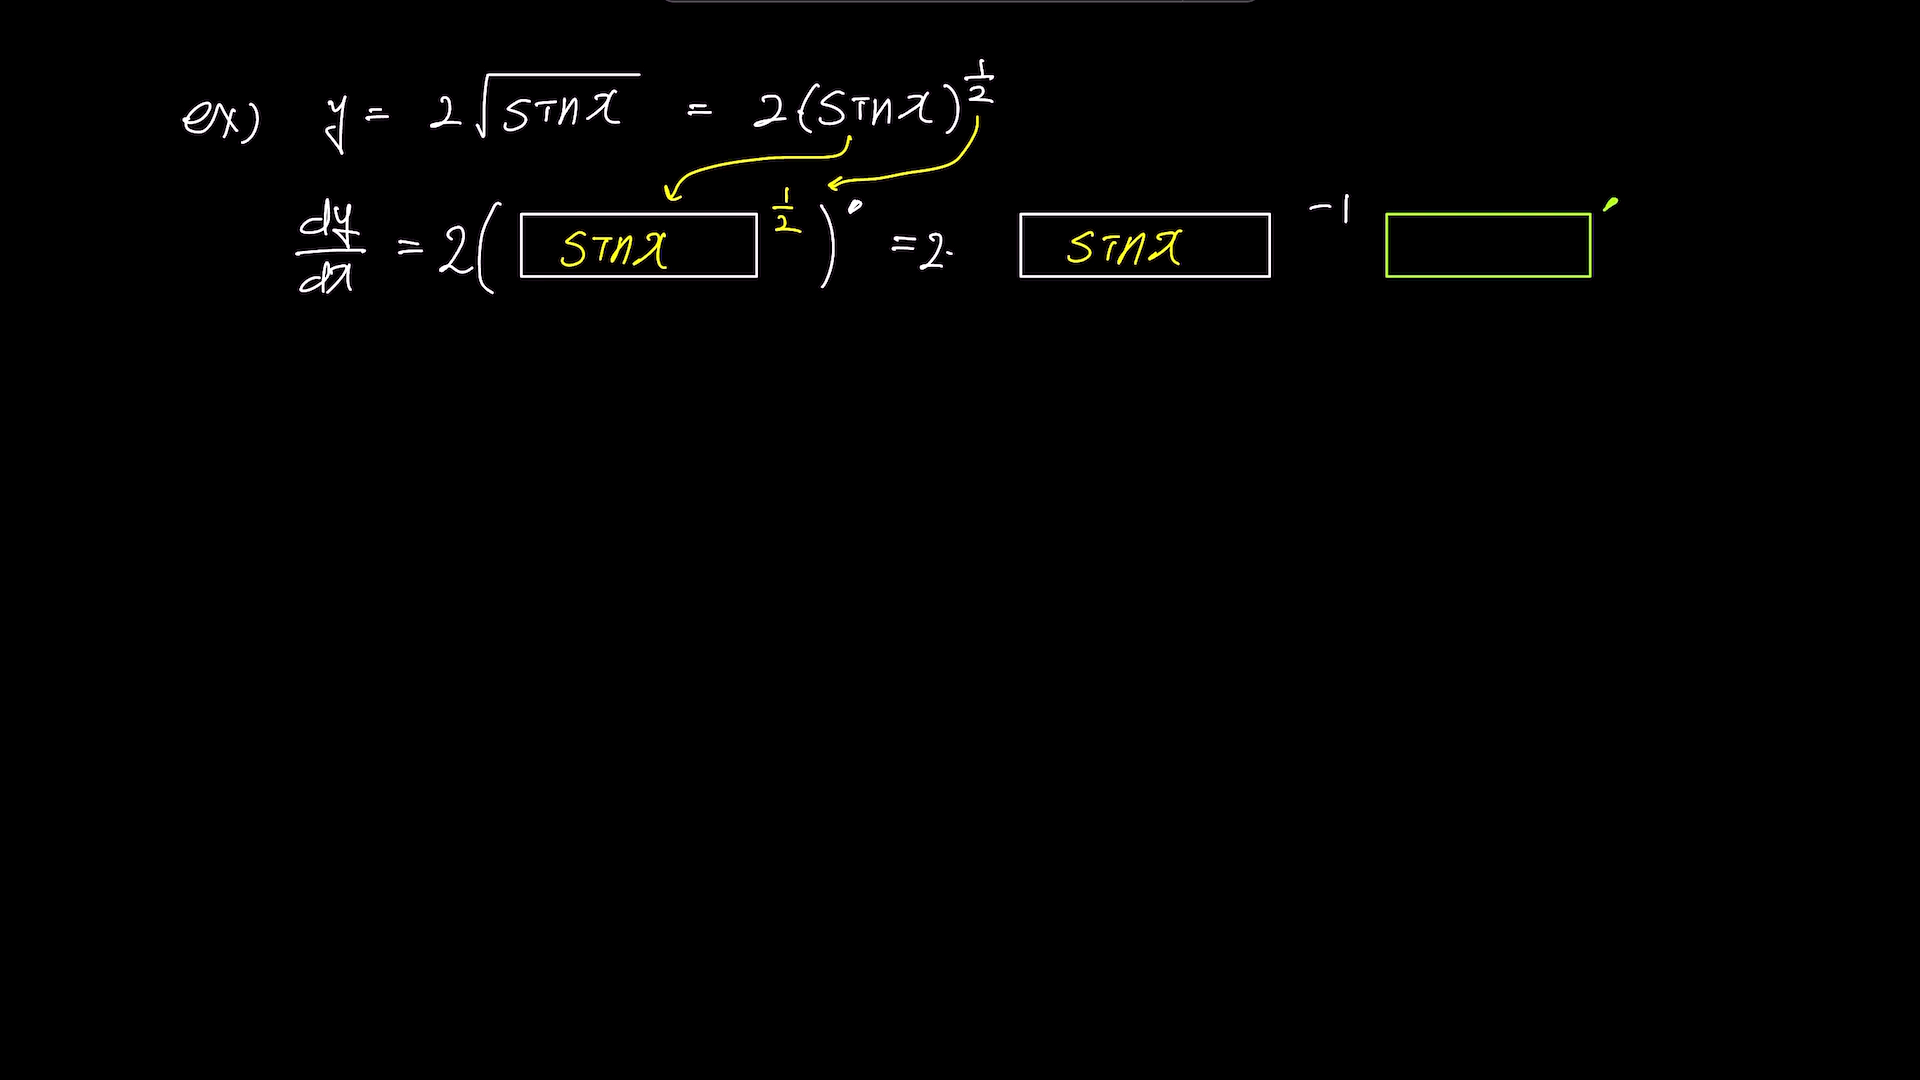 ex) y = 2√sinx = 2(sinx)^½
dy/dx = 2( sinx ^½ )' = 2· sinx ^-1 '